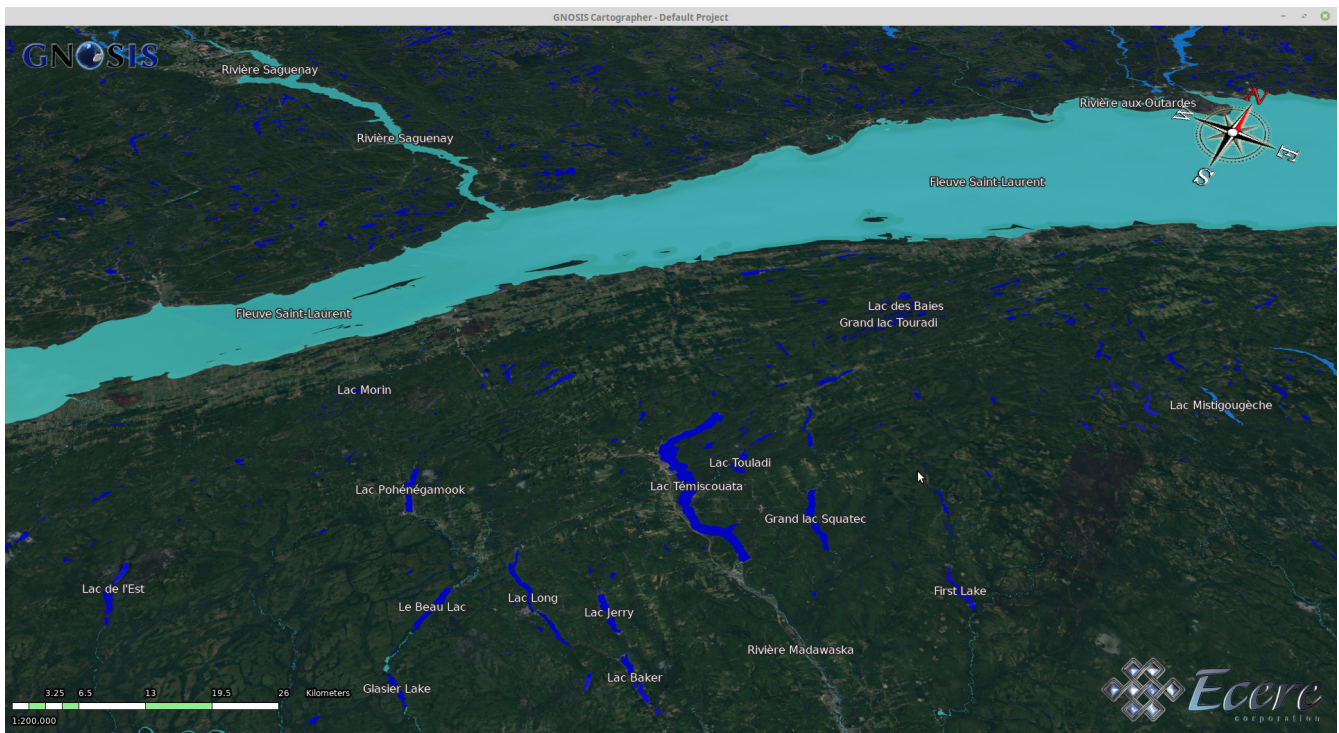 GNOSIS Cartographer - Default Project
GNOSIS
Rivière Saguenay
Rivière aux Outardes
N
W
E
S
Rivière Saguenay
Fleuve Saint-Laurent
Lac des Baies
Fleuve Saint-Laurent
Grand lac Touradi
Lac Morin
Lac Mistigougèche
Lac Touladi
Lac Pohénégamook
Lac Témiscouata
Grand lac Squatec
Lac de l'Est
First Lake
Lac Long
Le Beau Lac
Lac Jerry
Rivière Madawaska
Lac Baker
Glasier Lake
3.25 6.5 13 19.5 26 Kilometers
1:200,000
Ecere
corporation